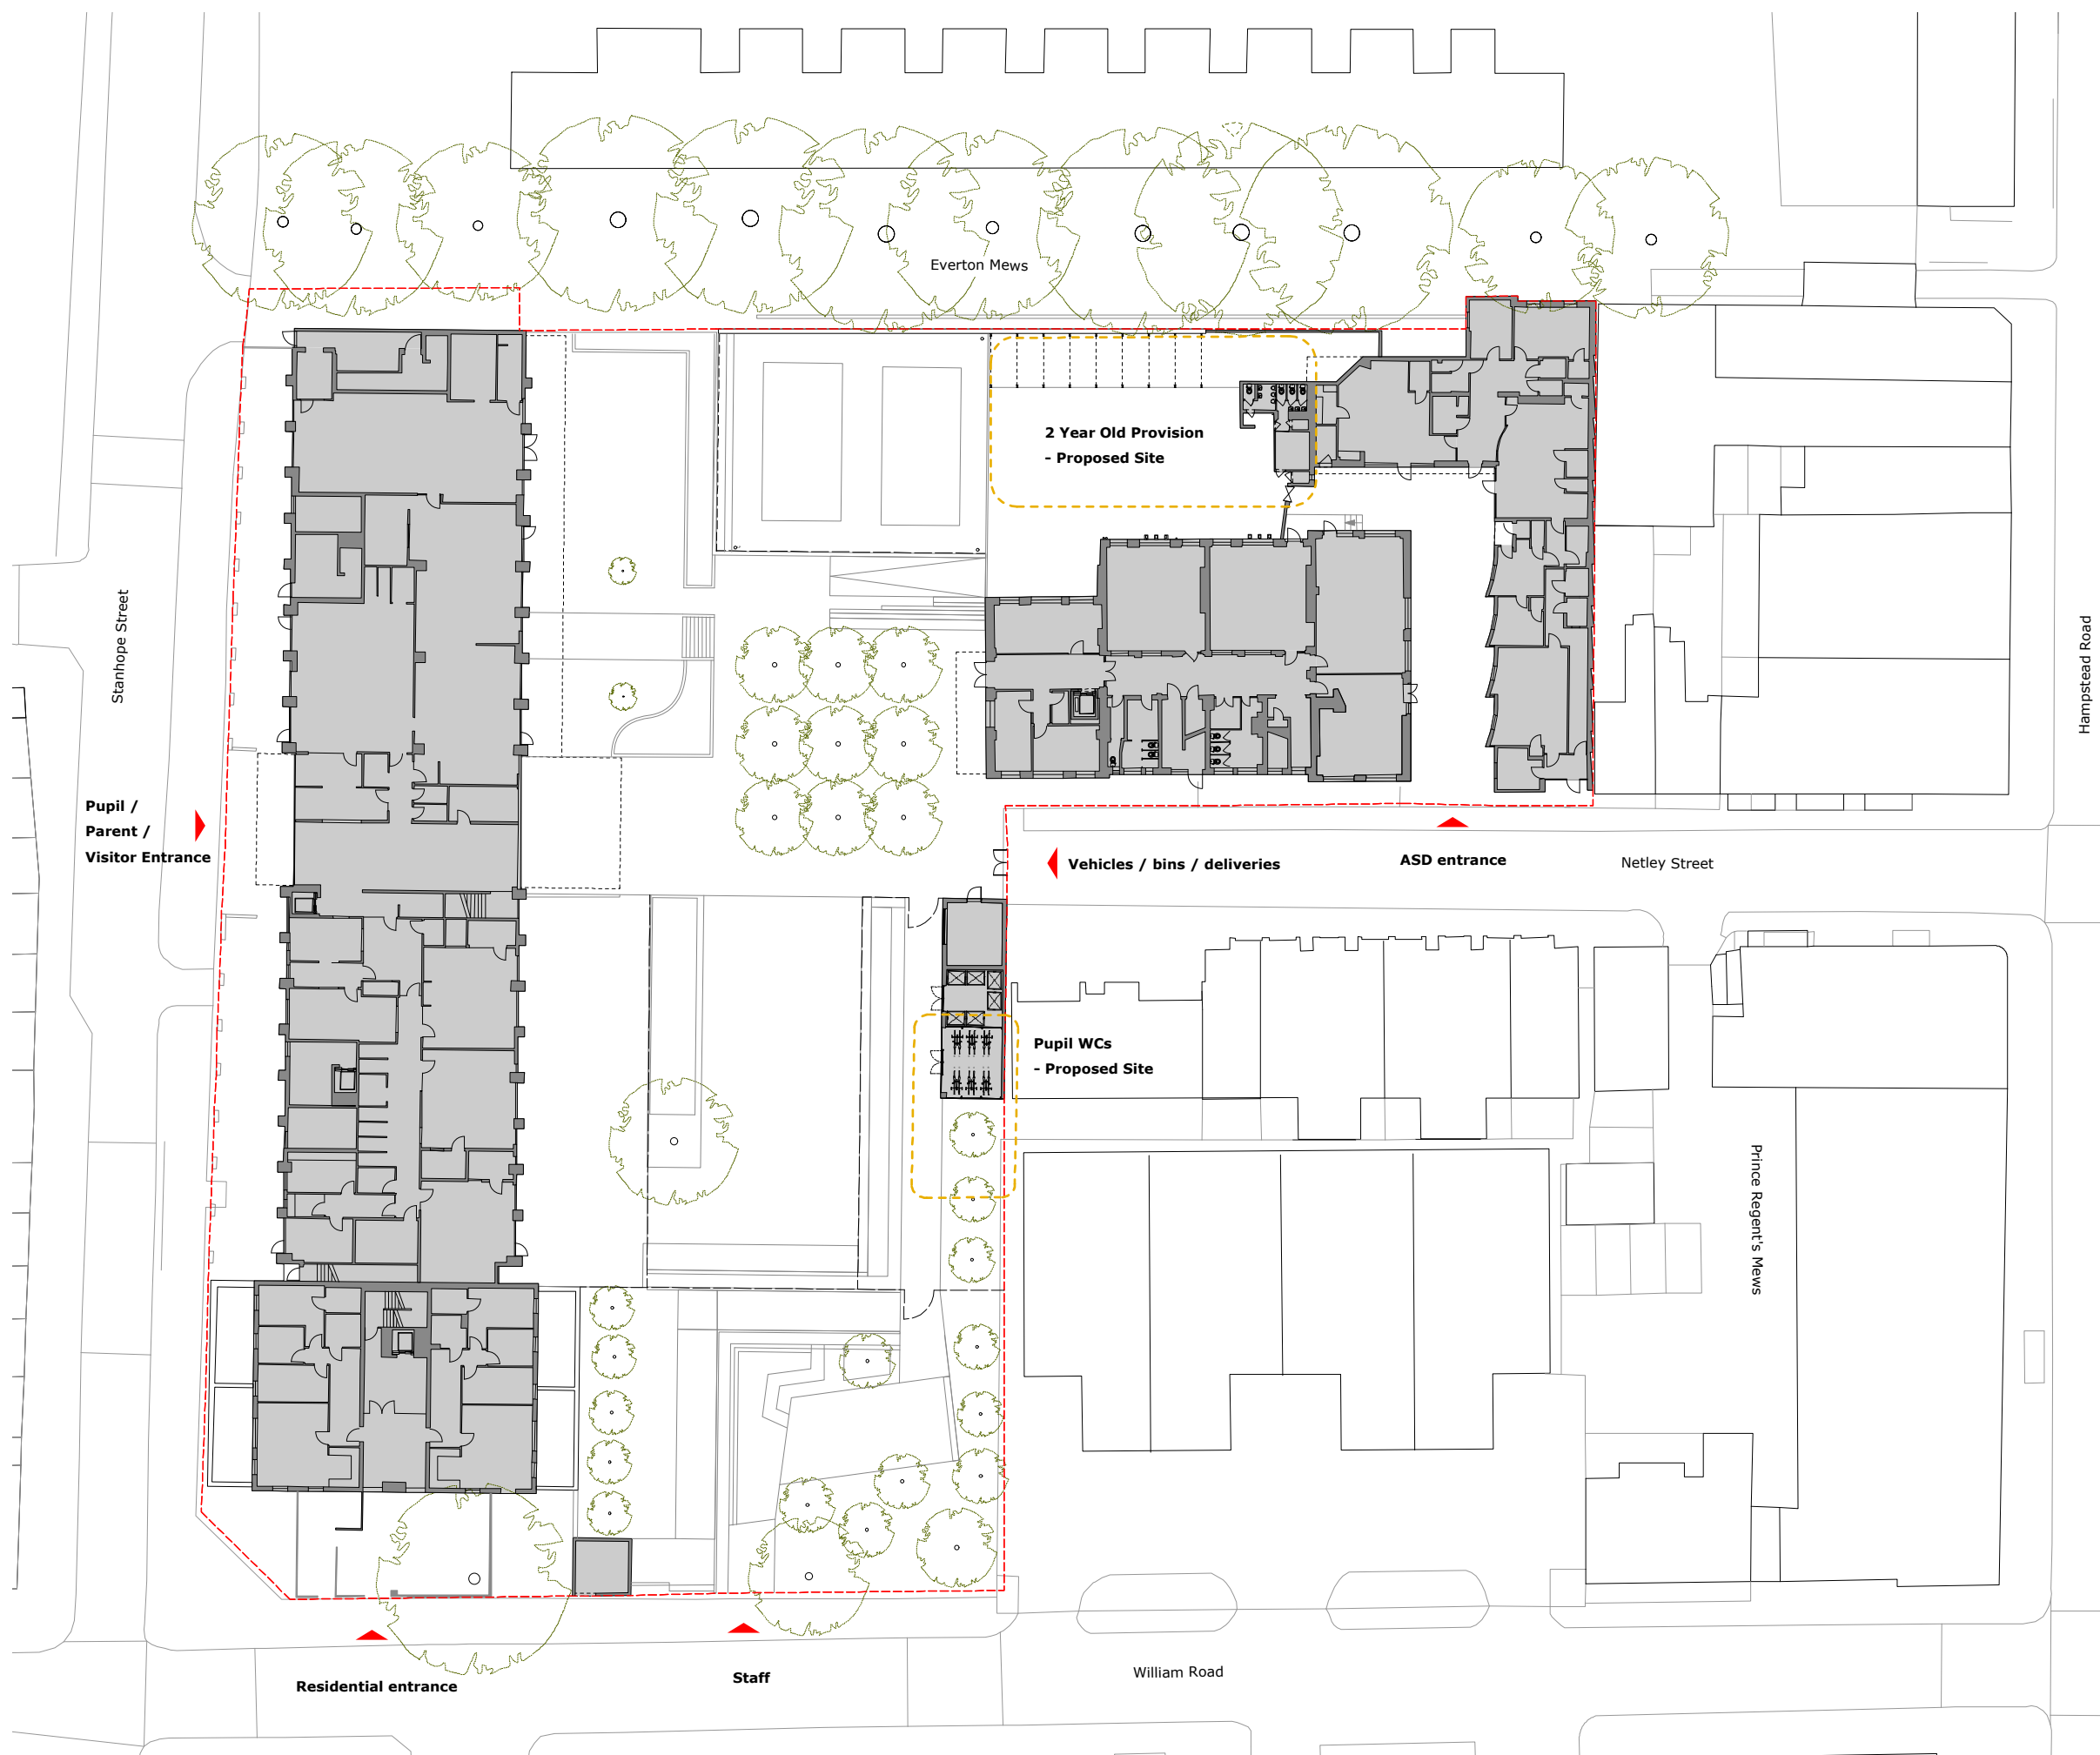 Everton Mews
2 Year Old Provision
- Proposed Site
Stanhope Street
Hampstead Road
Pupil /
Parent /
Visitor Entrance
Vehicles / bins / deliveries
ASD entrance
Netley Street
Pupil WCs
- Proposed Site
Prince Regent's Mews
Residential entrance
Staff
William Road